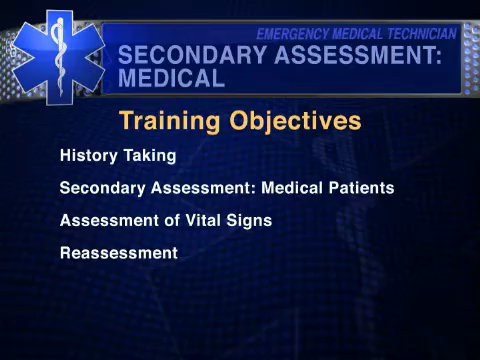 EMERGENCY MEDICAL TECHNICIAN
SECONDARY ASSESSMENT:
MEDICAL
Training Objectives
History Taking
Secondary Assessment: Medical Patients
Assessment of Vital Signs
Reassessment